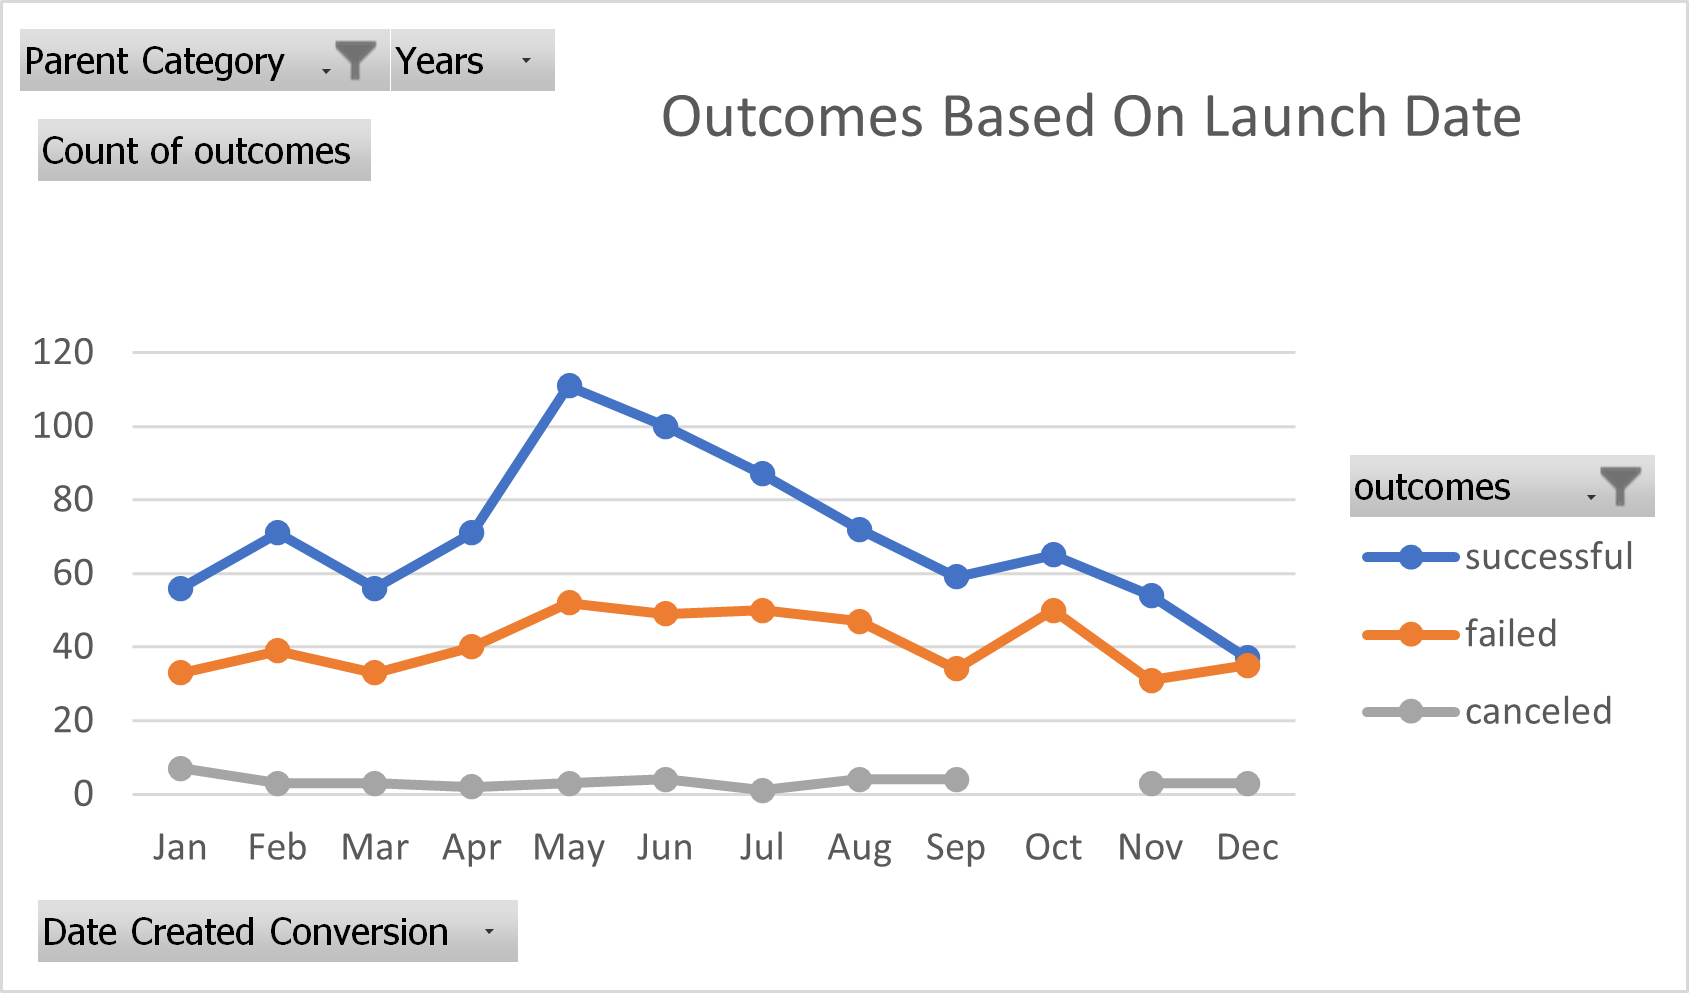 Parent Category Years
Outcomes Based On Launch Date
Count of outcomes
120
100
80
60
40
20
0
Jan Feb Mar Apr May Jun Jul Aug Sep Oct Nov Dec
outcomes
successful
failed
canceled
Date Created Conversion